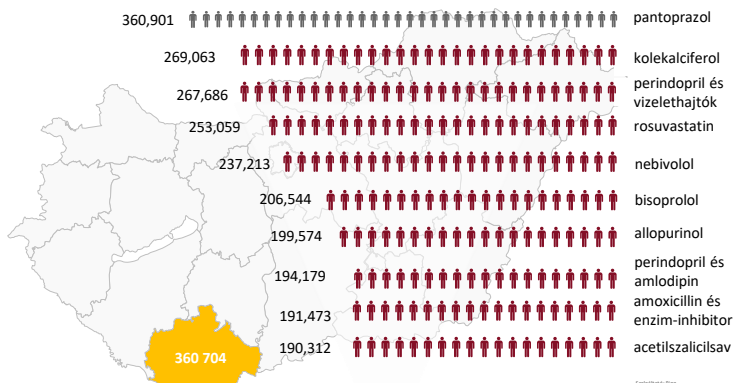 360,901 pantoprazol
269,063 kolekalciferol
267,686 perindopril és
vizelethajtók
253,059 rosuvastatin
237,213 nebivolol
206,544 bisoprolol
199,574 allopurinol
194,179 perindopril és
amlodipin
191,473 amoxicillin és
enzim-inhibitor
190,312 acetilszalicilsav
360 704